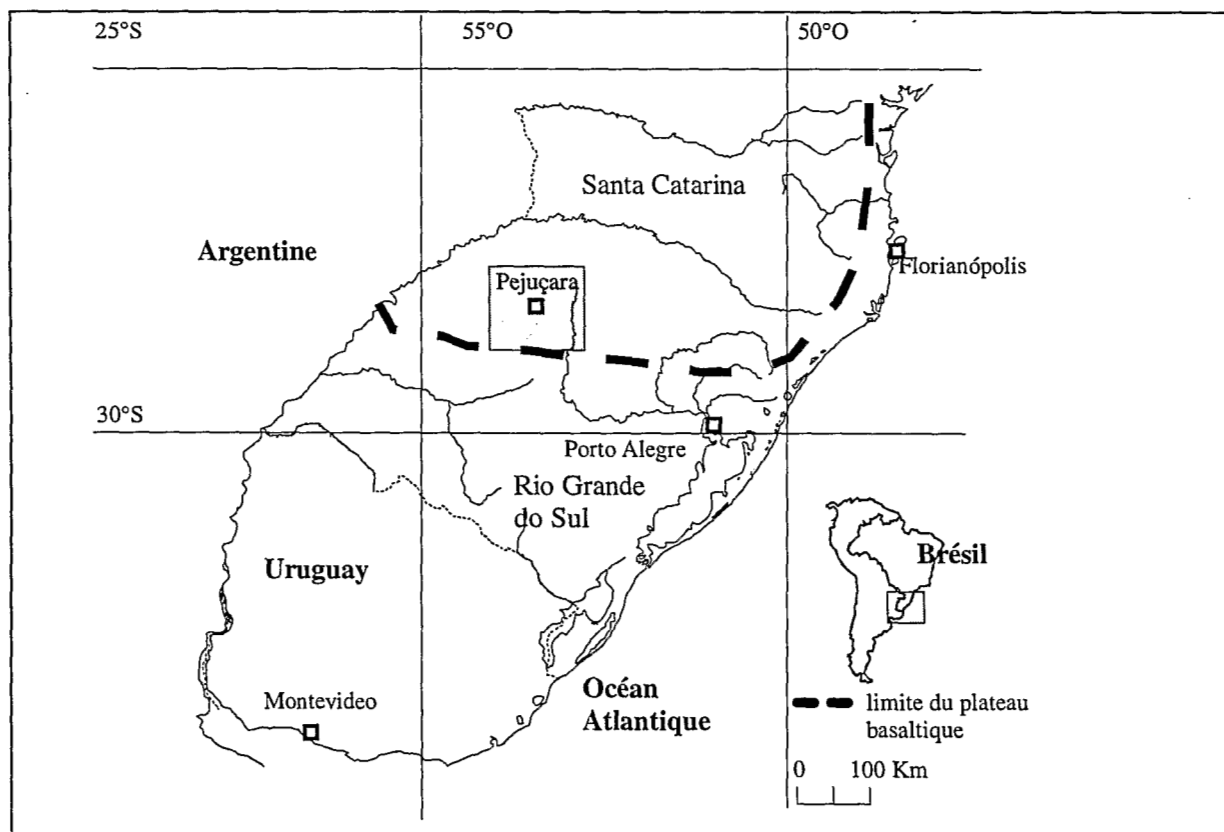 25°S
55°O
50°O
Santa Catarina
Argentine
Florianópolis
Pejuçara
30°S
Porto Alegre
Rio Grande
do Sul
Uruguay
Brésil
Océan
Atlantique
Montevideo
limite du plateau
basaltique
0 100 Km